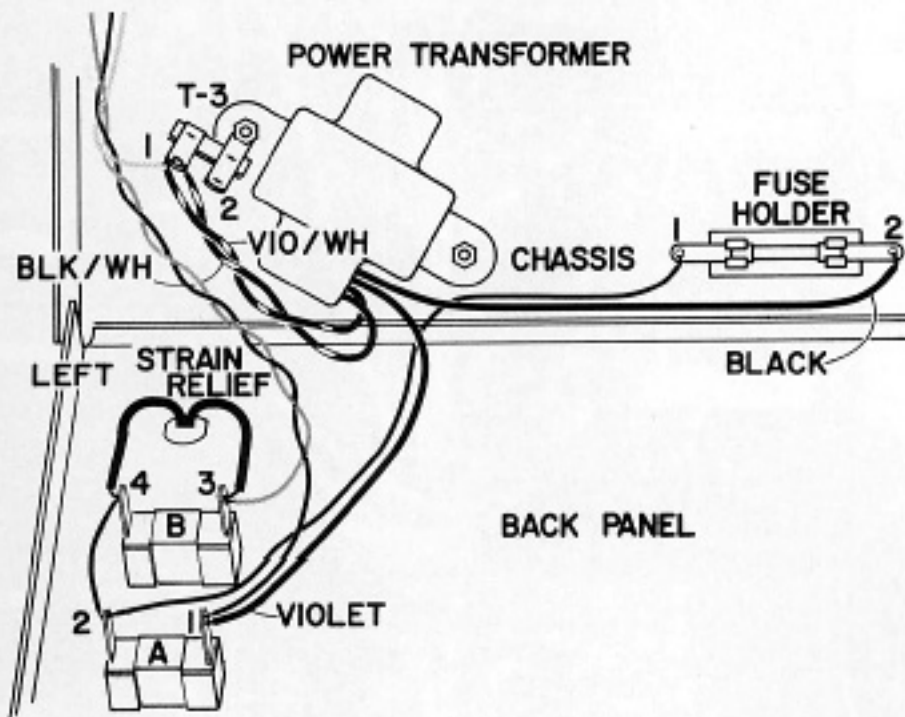 POWER TRANSFORMER
T-3
1
2
VIO/WH
BLK/WH
FUSE
HOLDER
1
2
CHASSIS
BLACK
LEFT
STRAIN
RELIEF
4
3
B
BACK PANEL
2
1
VIOLET
A